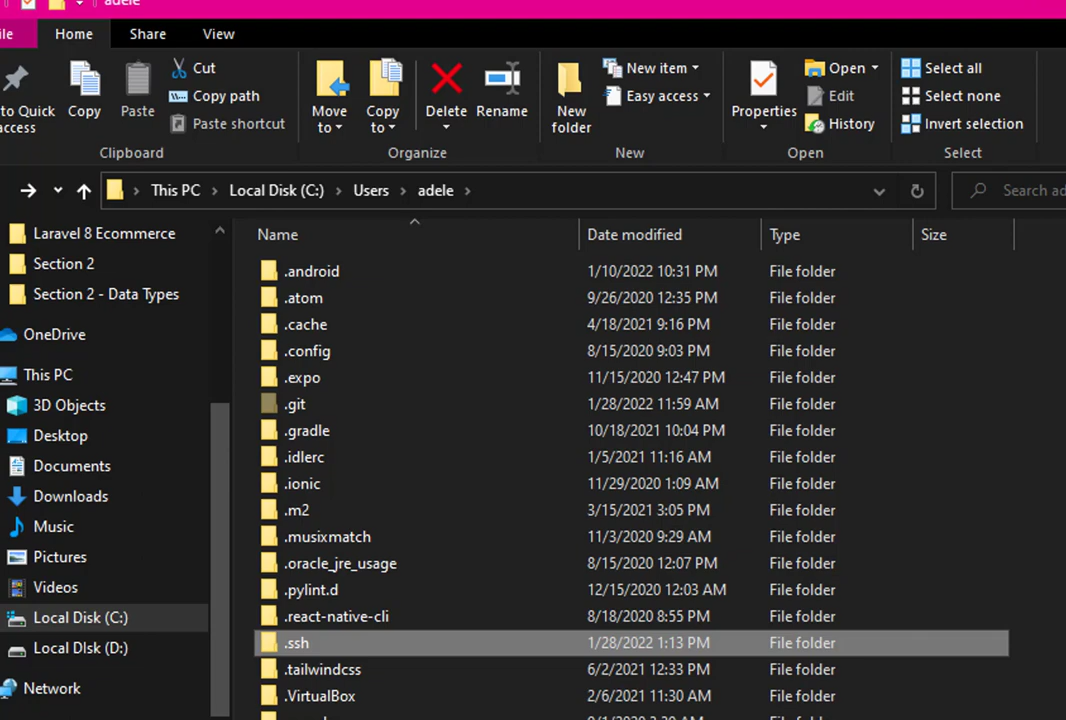 adele
ile
Home
Share
View
to Quick
access
Copy
Paste
Cut
Copy path
Paste shortcut
Clipboard
Move
to
Copy
to
Delete
Rename
Organize
New
folder
New item
Easy access
New
Properties
Open
Edit
History
Open
Select all
Select none
Invert selection
Select
This PC > Local Disk (C:) > Users > adele >
Search ad
Laravel 8 Ecommerce
Section 2
Section 2 - Data Types
OneDrive
This PC
3D Objects
Desktop
Documents
Downloads
Music
Pictures
Videos
Local Disk (C:)
Local DIsk (D:)
Network
Name Date modified Type Size
.android 1/10/2022 10:31 PM File folder
.atom 9/26/2020 12:35 PM File folder
.cache 4/18/2021 9:16 PM File folder
.config 8/15/2020 9:03 PM File folder
.expo 11/15/2020 12:47 PM File folder
.git 1/28/2022 11:59 AM File folder
.gradle 10/18/2021 10:04 PM File folder
.idlerc 1/5/2021 11:16 AM File folder
.ionic 11/29/2020 1:09 AM File folder
.m2 3/15/2021 3:05 PM File folder
.musixmatch 11/3/2020 9:29 AM File folder
.oracle_jre_usage 8/15/2020 12:07 PM File folder
.pylint.d 12/15/2020 12:03 AM File folder
.react-native-cli 8/18/2020 8:55 PM File folder
.ssh 1/28/2022 1:13 PM File folder
.tailwindcss 6/2/2021 12:33 PM File folder
.VirtualBox 2/6/2021 11:30 AM File folder